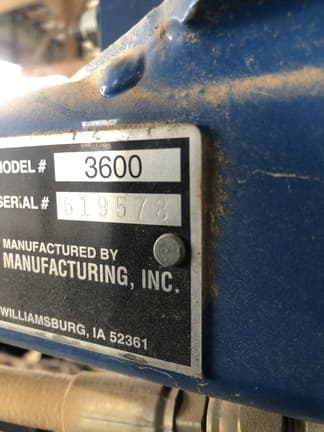 MODEL # 3600
SERIAL # 619578
MANUFACTURED BY
MANUFACTURING, INC.
WILLIAMSBURG, IA 52361